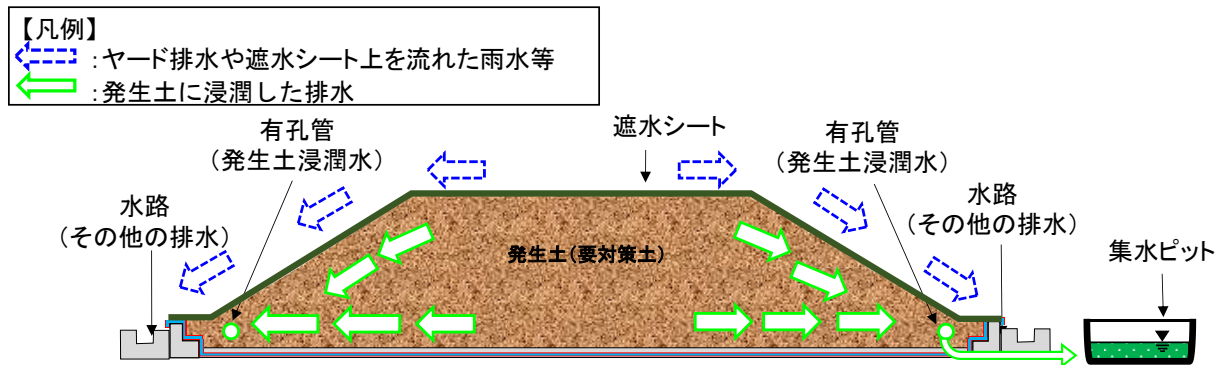 【凡例】
:ヤード排水や遮水シート上を流れた雨水等
:発生土に浸潤した排水
有孔管
(発生土浸潤水)
遮水シート
有孔管
(発生土浸潤水)
水路
(その他の排水)
水路
(その他の排水)
発生土(要対策土)
集水ピット